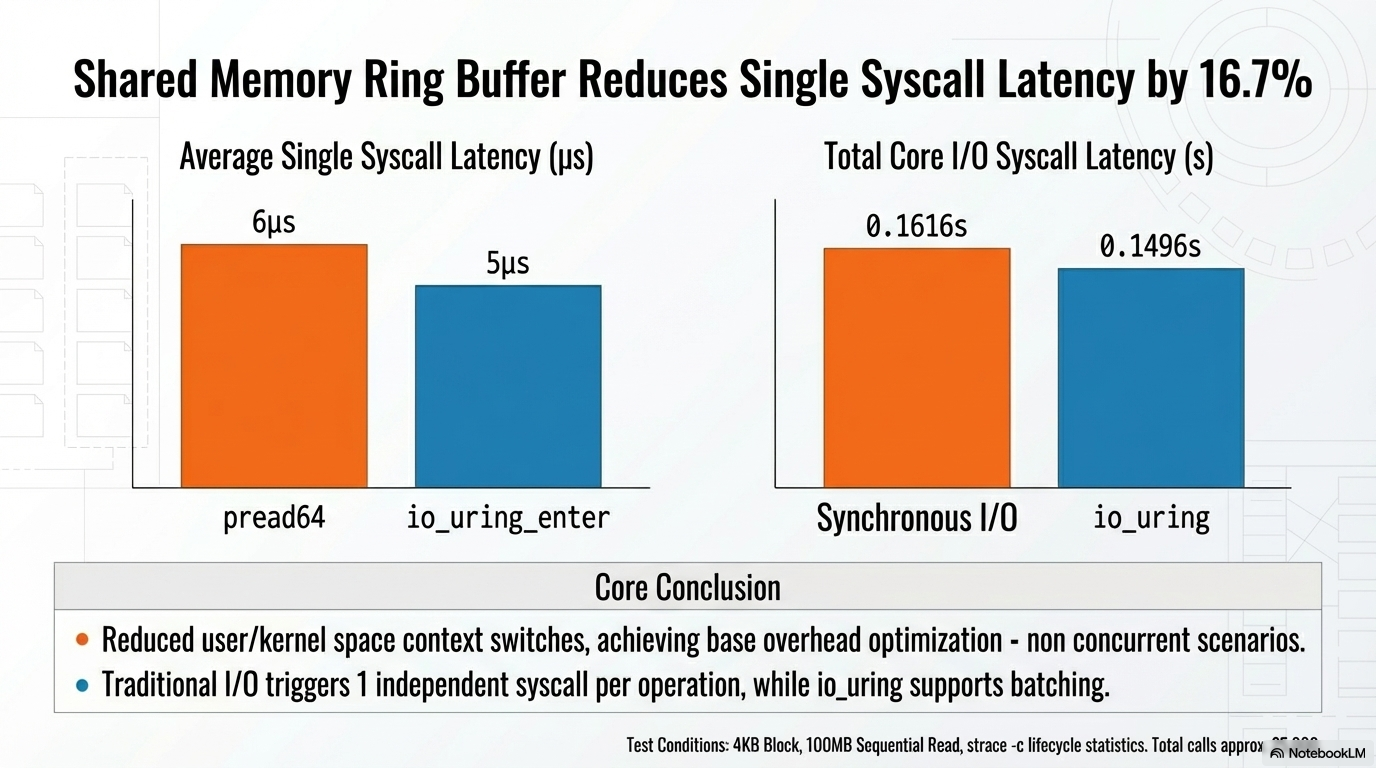 Shared Memory Ring Buffer Reduces Single Syscall Latency by 16.7%
Average Single Syscall Latency (µs)
6µs
5µs
pread64
io_uring_enter
Total Core I/O Syscall Latency (s)
0.1616s
0.1496s
Synchronous I/O
io_uring
Core Conclusion
Reduced user/kernel space context switches, achieving base overhead optimization - non concurrent scenarios.
Traditional I/O triggers 1 independent syscall per operation, while io_uring supports batching.
Test Conditions: 4KB Block, 100MB Sequential Read, strace -c lifecycle statistics. Total calls approx.
NotebookLM